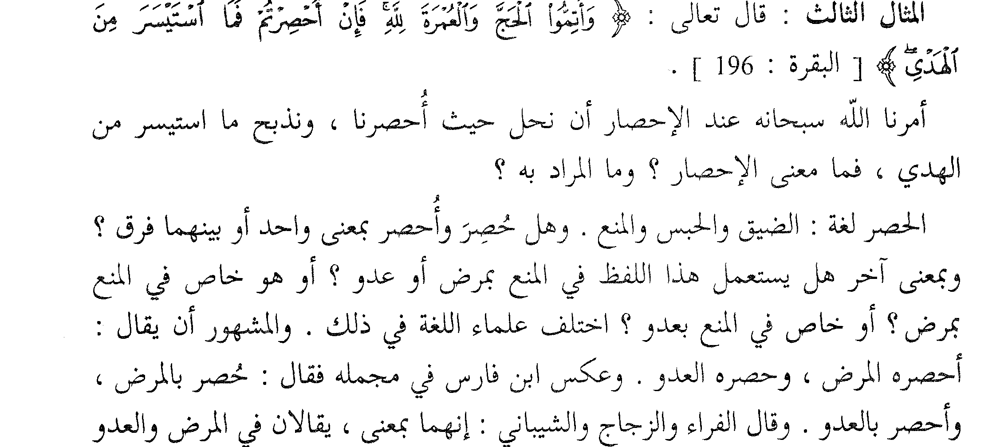 المثال الثالث : قال تعالى : ﴿ وَأَتِمُّوا۟ ٱلْحَجَّ وَٱلْعُمْرَةَ لِلَّهِ ۚ فَإِنْ أُحْصِرْتُمْ فَمَا ٱسْتَيْسَرَ مِنَ
ٱلْهَدْىِ ۖ ﴾ [ البقرة : 196 ] .
أمرنا اللّه سبحانه عند الإحصار أن نحل حيث أُحصرنا ، ونذبح ما استيسر من
الهدي ، فما معنى الإحصار ؟ وما المراد به ؟
الحصر لغة : الضيق والحبس والمنع . وهل حُصِرَ وأُحصر بمعنى واحد أو بينهما فرق ؟
وبمعنى آخر هل يستعمل هذا اللفظ في المنع بمرض أو عدو ؟ أو هو خاص في المنع
بمرض ؟ أو خاص في المنع بعدو ؟ اختلف علماء اللغة في ذلك . والمشهور أن يقال :
أحصره المرض ، وحصره العدو . وعكس ابن فارس في مجمله فقال : حُصر بالمرض ،
وأحصر بالعدو . وقال الفراء والزجاج والشيباني : إنهما بمعنى ، يقالان في المرض والعدو